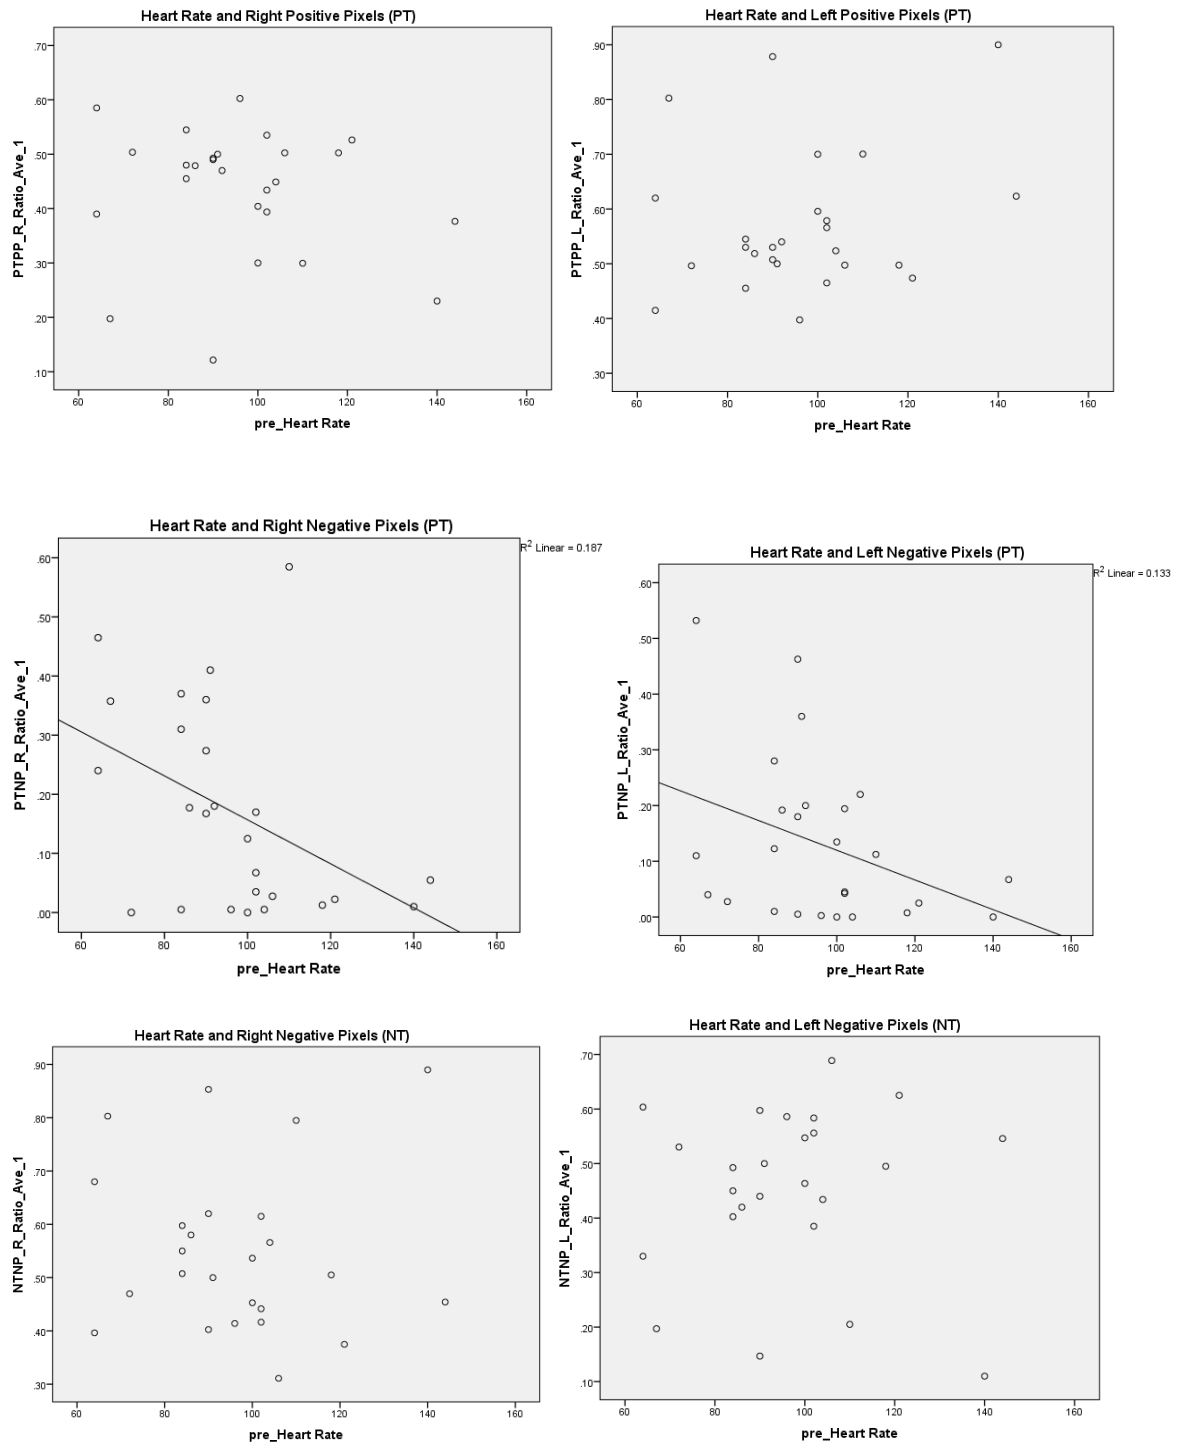 Heart Rate and Right Positive Pixels (PT)
PTPP_R_Ratio_Ave_1
.70
.60
.50
.40
.30
.20
.10
60 80 100 120 140 160
pre_Heart Rate
Heart Rate and Left Positive Pixels (PT)
PTPP_L_Ratio_Ave_1
.90
.80
.70
.60
.50
.40
.30
60 80 100 120 140 160
pre_Heart Rate
Heart Rate and Right Negative Pixels (PT)
R² Linear = 0.187
PTNP_R_Ratio_Ave_1
.60
.50
.40
.30
.20
.10
.00
60 80 100 120 140 160
pre_Heart Rate
Heart Rate and Left Negative Pixels (PT)
R² Linear = 0.133
PTNP_L_Ratio_Ave_1
.60
.50
.40
.30
.20
.10
.00
60 80 100 120 140 160
pre_Heart Rate
Heart Rate and Right Negative Pixels (NT)
NTNP_R_Ratio_Ave_1
.90
.80
.70
.60
.50
.40
.30
60 80 100 120 140 160
pre_Heart Rate
Heart Rate and Left Negative Pixels (NT)
NTNP_L_Ratio_Ave_1
.70
.60
.50
.40
.30
.20
.10
60 80 100 120 140 160
pre_Heart Rate